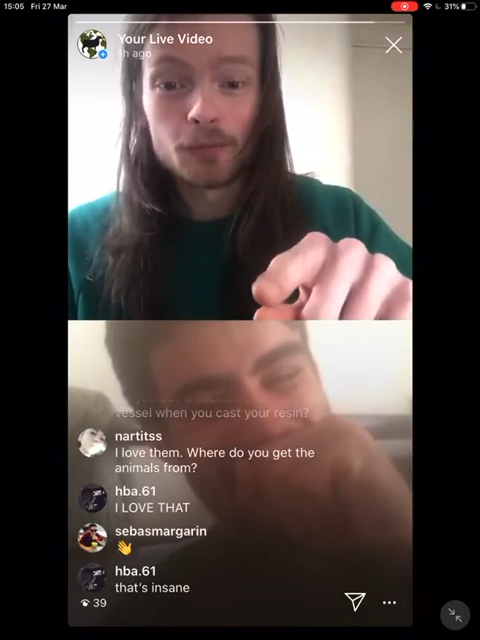 15:05 Fri 27 Mar 31%
Your Live Video
1h ago
vessel when you cast your resin?
nartitss
I love them. Where do you get the
animals from?
hba.61
I LOVE THAT
sebasmargarin
👋
hba.61
that's insane
39